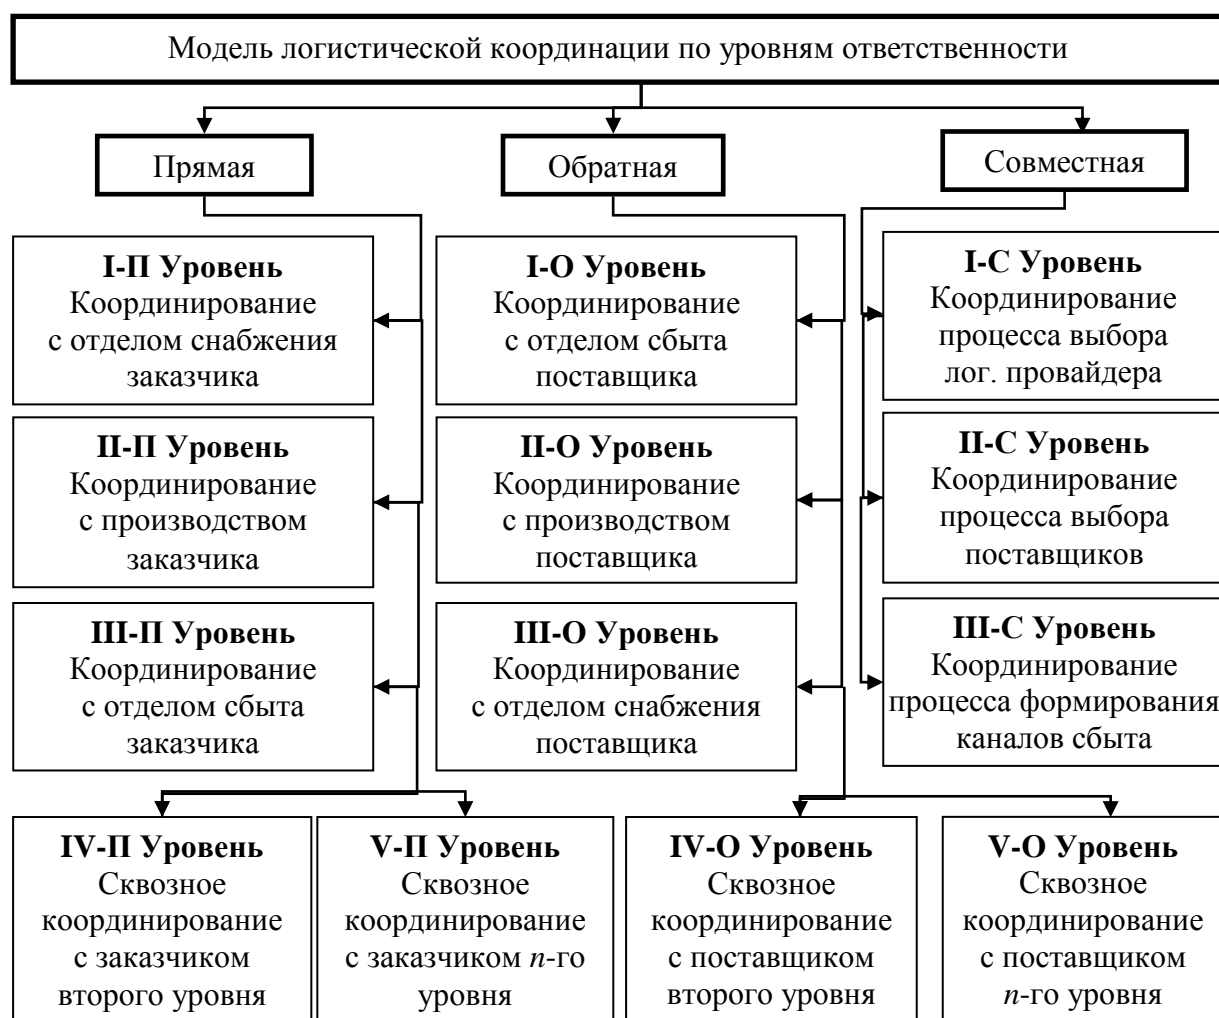 Модель логистической координации по уровням ответственности
Прямая
Обратная
Совместная
I-П Уровень
Координирование
с отделом снабжения
заказчика
I-О Уровень
Координирование
с отделом сбыта
поставщика
I-С Уровень
Координирование
процесса выбора
лог. провайдера
II-П Уровень
Координирование
с производством
заказчика
II-О Уровень
Координирование
с производством
поставщика
II-С Уровень
Координирование
процесса выбора
поставщиков
III-П Уровень
Координирование
с отделом сбыта
заказчика
III-О Уровень
Координирование
с отделом снабжения
поставщика
III-С Уровень
Координирование
процесса формирования
каналов сбыта
IV-П Уровень
Сквозное
координирование
с заказчиком
второго уровня
V-П Уровень
Сквозное
координирование
с заказчиком n-го
уровня
IV-О Уровень
Сквозное
координирование
с поставщиком
второго уровня
V-О Уровень
Сквозное
координирование
с поставщиком
n-го уровня